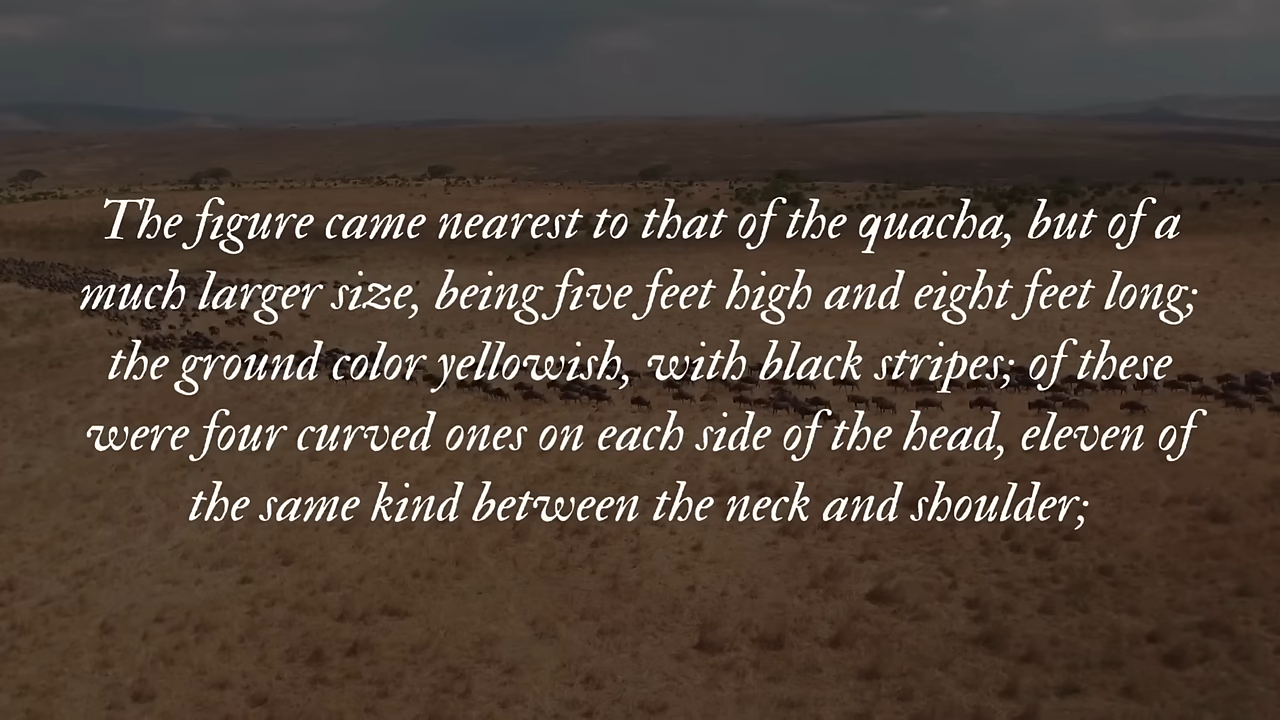 The figure came nearest to that of the quacha, but of a
much larger size, being five feet high and eight feet long;
the ground color yellowish, with black stripes; of these
were four curved ones on each side of the head, eleven of
the same kind between the neck and shoulder;